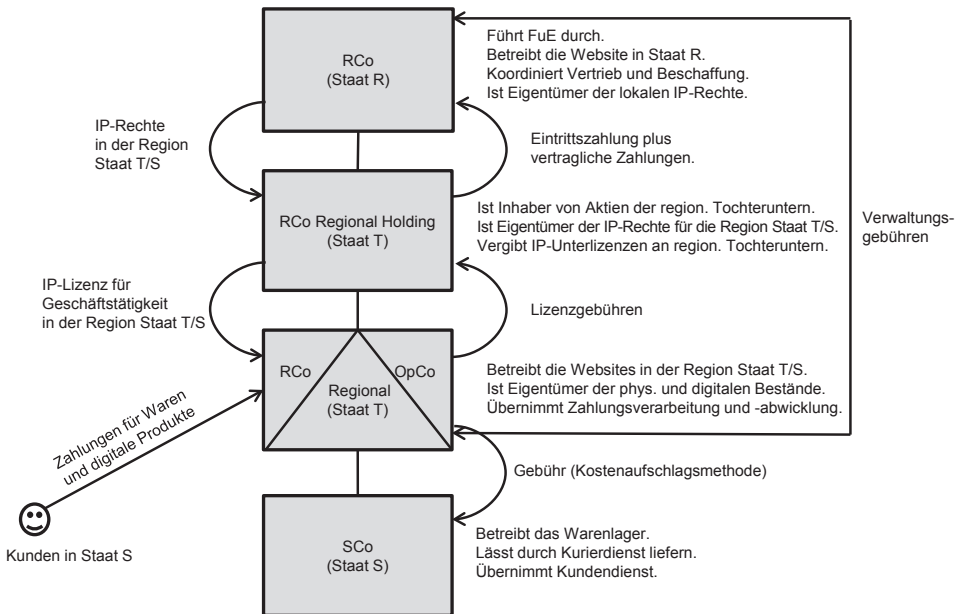 RCo
(Staat R)
Führt FuE durch.
Betreibt die Website in Staat R.
Koordiniert Vertrieb und Beschaffung.
Ist Eigentümer der lokalen IP-Rechte.
IP-Rechte
in der Region
Staat T/S
Eintrittszahlung plus
vertragliche Zahlungen.
RCo Regional Holding
(Staat T)
Ist Inhaber von Aktien der region. Tochteruntern.
Ist Eigentümer der IP-Rechte für die Region Staat T/S.
Vergibt IP-Unterlizenzen an region. Tochteruntern.
Verwaltungs-
gebühren
IP-Lizenz für
Geschäftstätigkeit
in der Region Staat T/S
Lizenzgebühren
RCo
OpCo
Regional
(Staat T)
Betreibt die Websites in der Region Staat T/S.
Ist Eigentümer der phys. und digitalen Bestände.
Übernimmt Zahlungsverarbeitung und -abwicklung.
Zahlungen für Waren
und digitale Produkte
Gebühr (Kostenaufschlagsmethode)
Kunden in Staat S
SCo
(Staat S)
Betreibt das Warenlager.
Lässt durch Kurierdienst liefern.
Übernimmt Kundendienst.